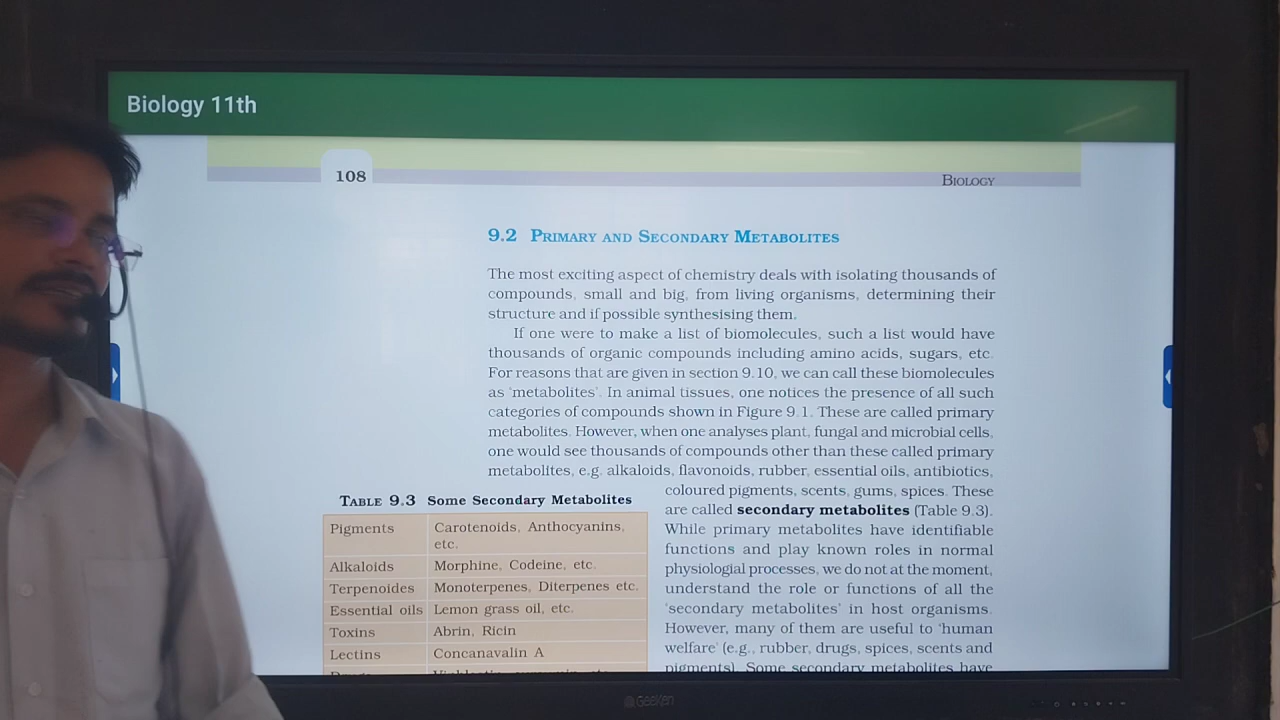 Biology 11th
108
BIOLOGY
9.2 PRIMARY AND SECONDARY METABOLITES
The most exciting aspect of chemistry deals with isolating thousands of
compounds, small and big, from living organisms, determining their
structure and if possible synthesising them.
If one were to make a list of biomolecules, such a list would have
thousands of organic compounds including amino acids, sugars, etc.
For reasons that are given in section 9.10, we can call these biomolecules
as 'metabolites'. In animal tissues, one notices the presence of all such
categories of compounds shown in Figure 9.1. These are called primary
metabolites. However, when one analyses plant, fungal and microbial cells,
one would see thousands of compounds other than these called primary
metabolites, e.g. alkaloids, flavonoids, rubber, essential oils, antibiotics,
coloured pigments, scents, gums, spices. These
are called secondary metabolites (Table 9.3).
While primary metabolites have identifiable
functions and play known roles in normal
physiologial processes, we do not at the moment,
understand the role or functions of all the
'secondary metabolites' in host organisms.
However, many of them are useful to 'human
welfare' (e.g., rubber, drugs, spices, scents and
pigments). Some secondary metabolites have
TABLE 9.3 Some Secondary Metabolites
Pigments Carotenoids, Anthocyanins,
etc.
Alkaloids Morphine, Codeine, etc.
Terpenoides Monoterpenes, Diterpenes etc.
Essential oils Lemon grass oil, etc.
Toxins Abrin, Ricin
Lectins Concanavalin A
GeeKen